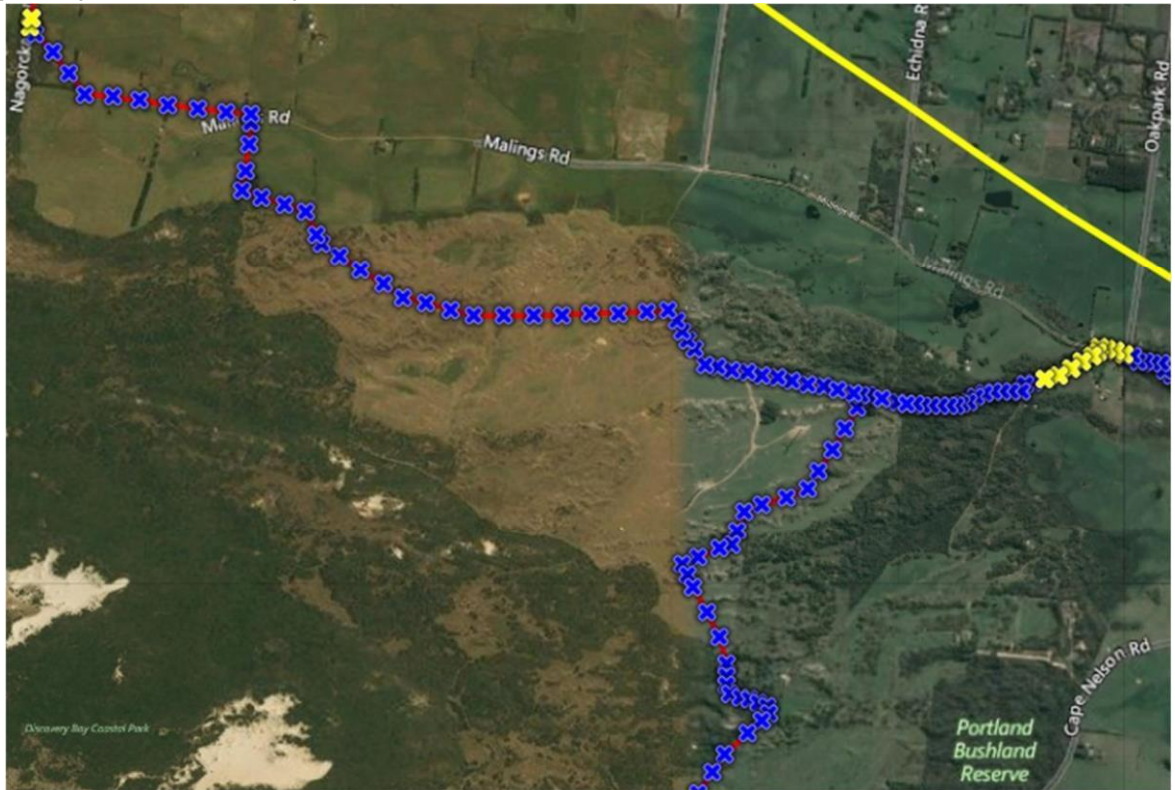 Echidna R
Oakpark Rd
Nagorck
Rd
Malings Rd
Malings Rd
Malings Rd
Cape Nelson Rd
Discovery Bay Coastal Park
Portland
Bushland
Reserve